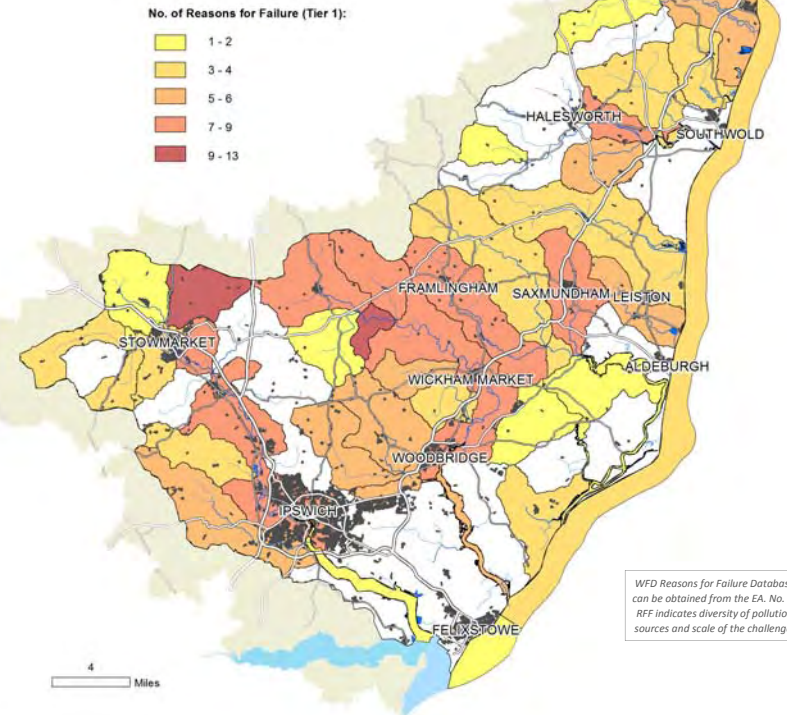 No. of Reasons for Failure (Tier 1):
1 - 2
3 - 4
5 - 6
7 - 9
9 - 13
HALESWORTH
SOUTHWOLD
FRAMLINGHAM
SAXMUNDHAM
LEISTON
STOWMARKET
ALDEBURGH
WICKHAM MARKET
WOODBRIDGE
IPSWICH
FELIXSTOWE
WFD Reasons for Failure Databas
can be obtained from the EA. No.
RFF indicates diversity of pollutio
sources and scale of the challeng
4
Miles